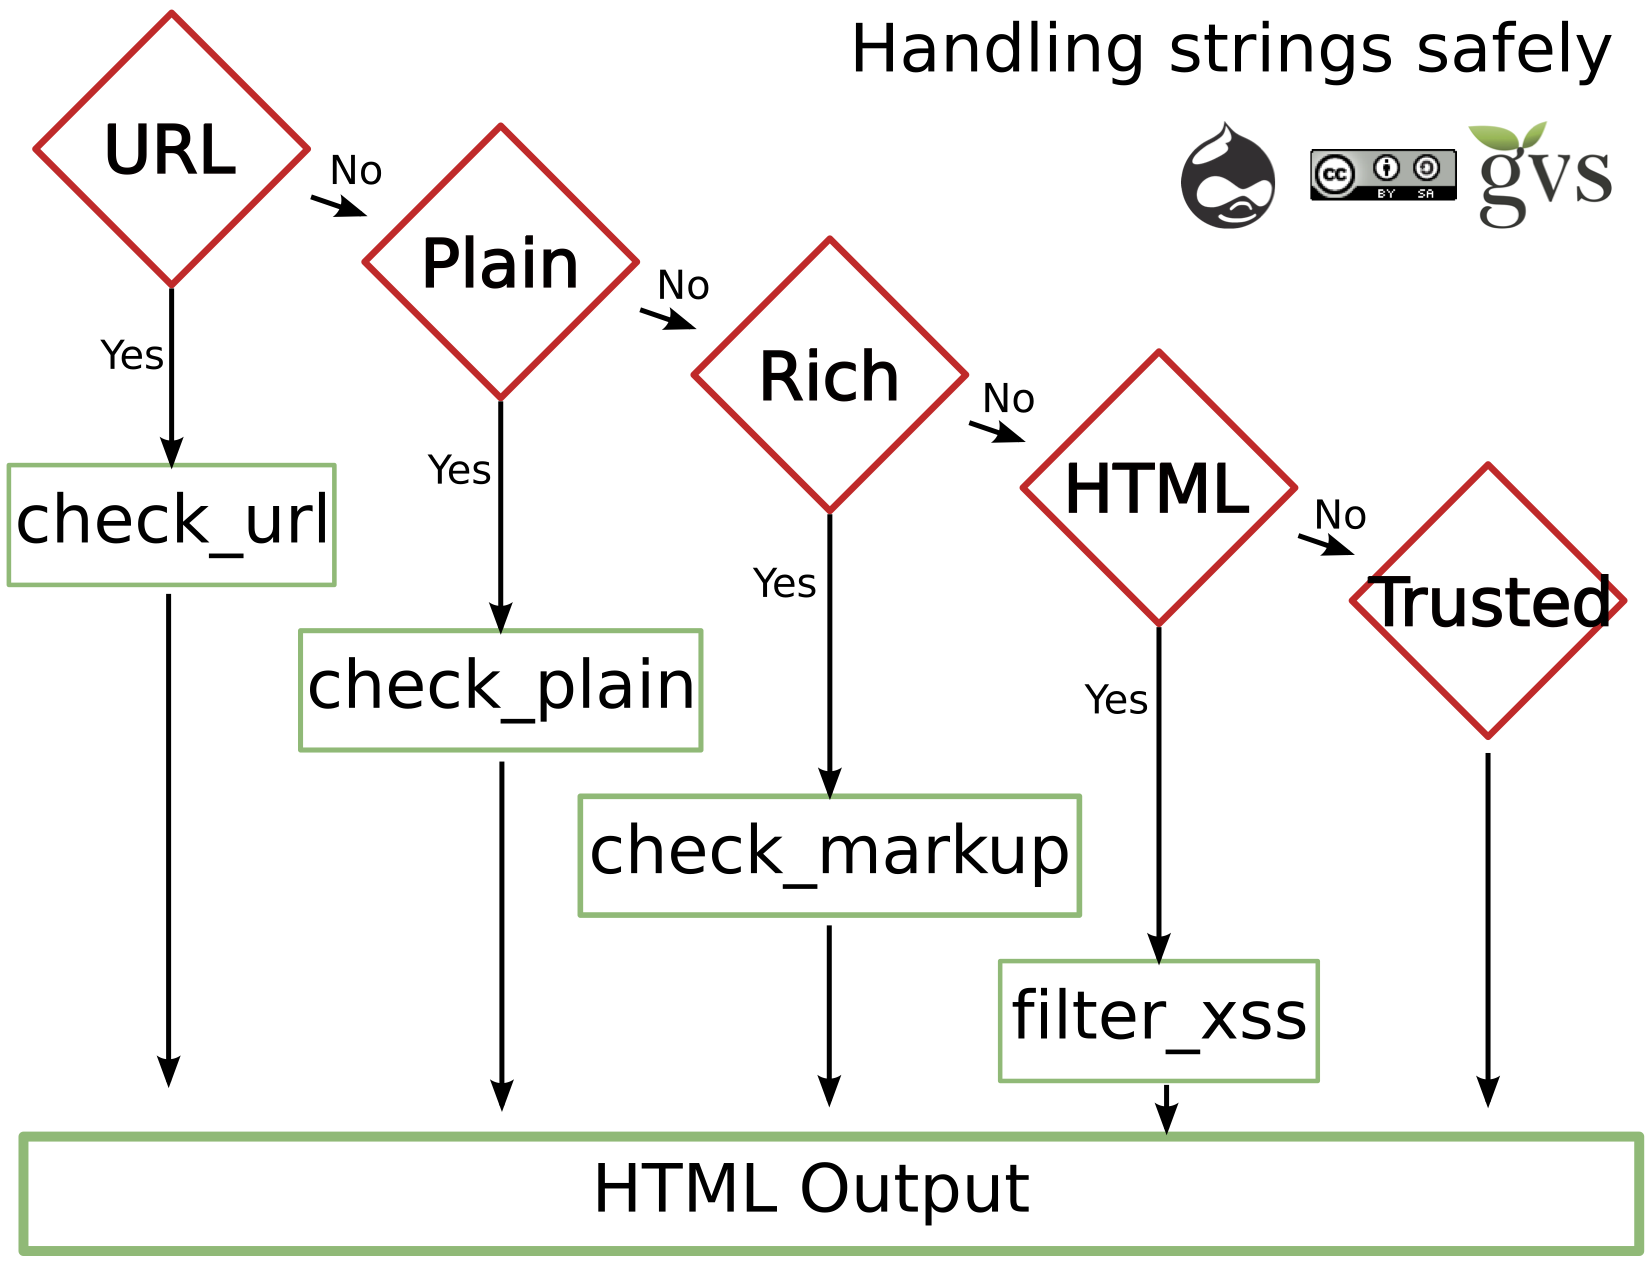 Handling strings safely
cc
BY SA
gvs
URL
No
Plain
No
Rich
No
HTML
No
Trusted
Yes
Yes
Yes
Yes
check_url
check_plain
check_markup
filter_xss
HTML Output